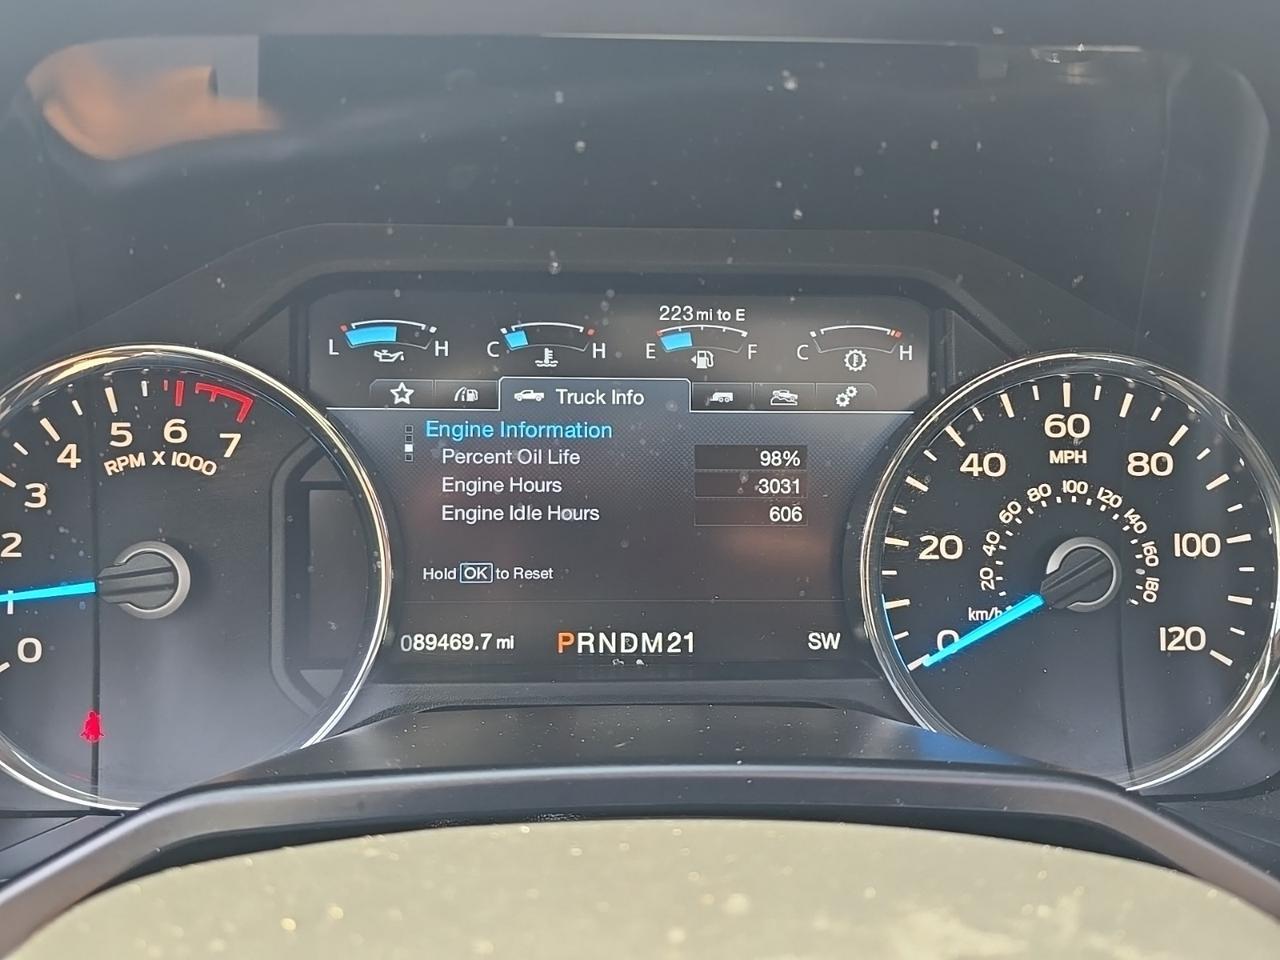 223 mi to E
L H C H E F C H
Truck Info
Engine Information
Percent Oil Life 98%
Engine Hours 3031
Engine Idle Hours 606
Hold OK to Reset
089469.7 mi PRNDM21 SW
0 1 2 3 4 5 6 7
RPM X 1000
0 20 40 60 80 100 120
MPH
20 40 60 80 100 120 140 160 180
km/h